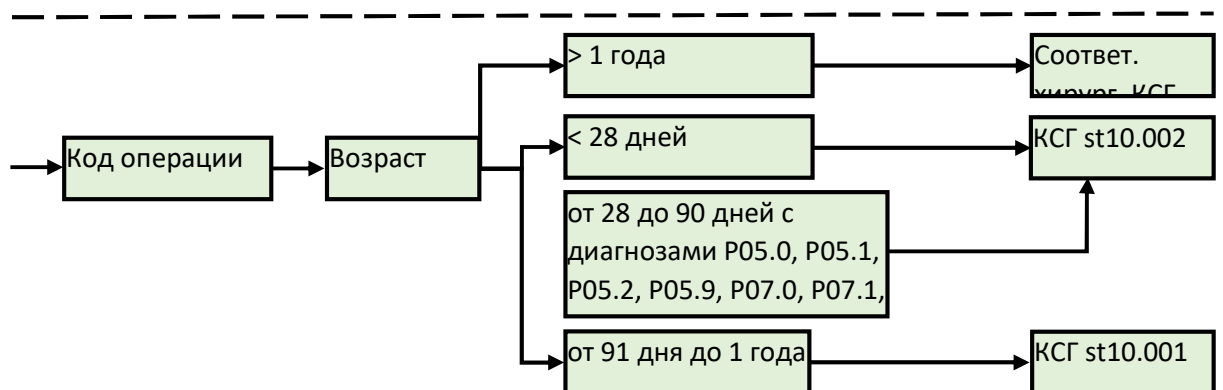 > 1 года
Соответ.
хирург. КСГ
Код операции
Возраст
< 28 дней
КСГ st10.002
от 28 до 90 дней с
диагнозами P05.0, P05.1,
P05.2, P05.9, P07.0, P07.1,
от 91 дня до 1 года
КСГ st10.001